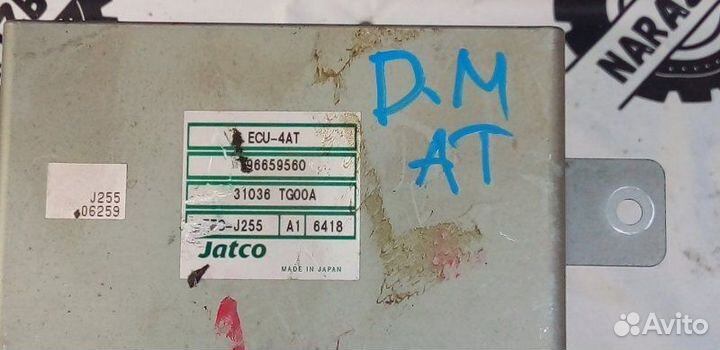 D.M
AT
ECU-4AT
96659560
31036 TG00A
-J255 A1 6418
Jatco
MADE IN JAPAN
J255
06259
Avito